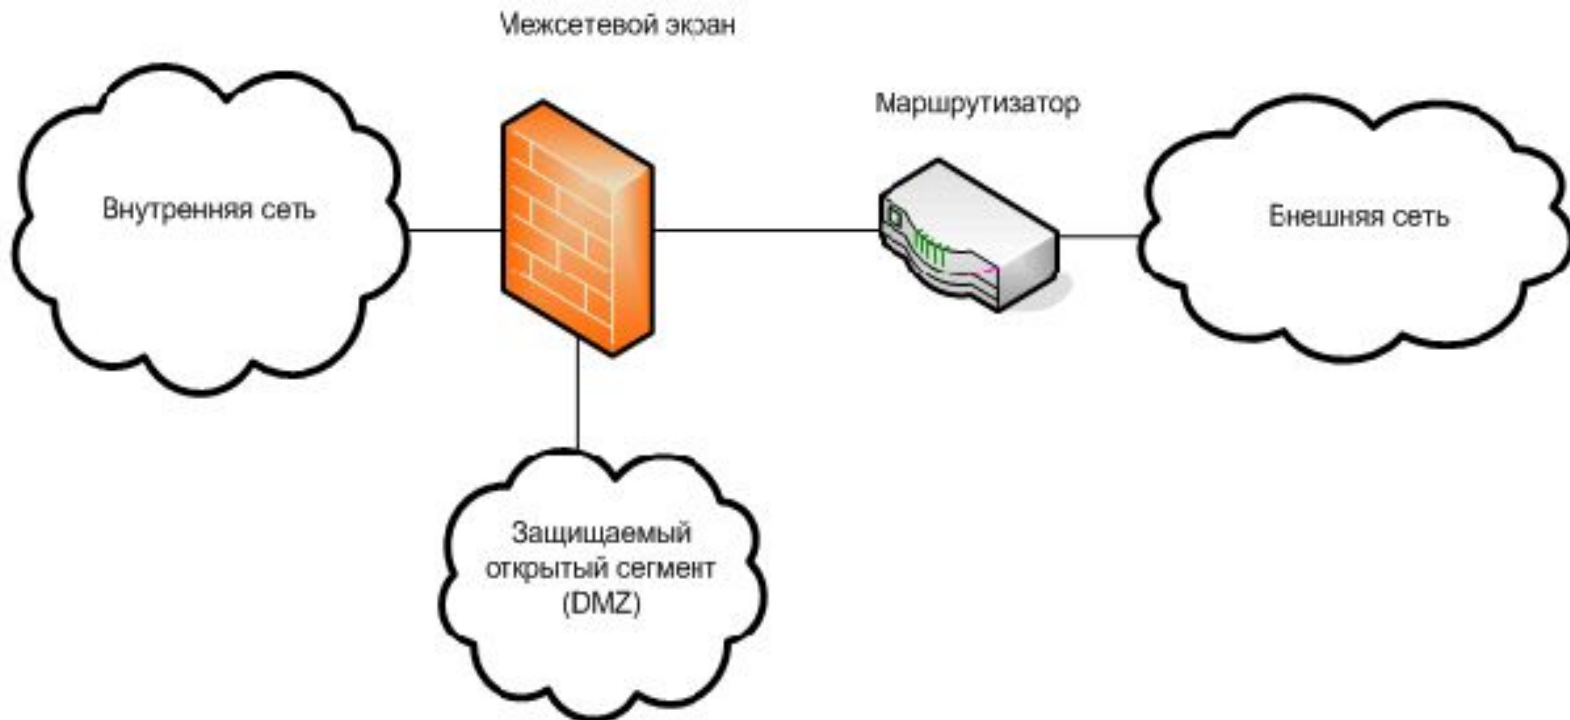 Межсетевой экран
Маршрутизатор
Внутренняя сеть
Внешняя сеть
Защищаемый
открытый сегмент
(DMZ)